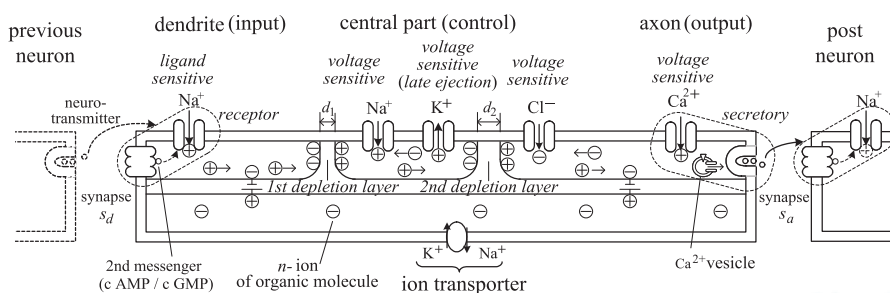 dendrite (input)
central part (control)
axon (output)
previous
neuron
post
neuron
ligand
sensitive
voltage
sensitive
voltage
sensitive
(late ejection)
voltage
sensitive
voltage
sensitive
neuro-
transmitter
Na+
receptor
d1
Na+
K+
d2
Cl−
Ca2+
secretory
Na+
1st depletion layer
2nd depletion layer
synapse
sd
synapse
sa
2nd messenger
(c AMP / c GMP)
n-ion
of organic molecule
K+
Na+
ion transporter
Ca2+ vesicle